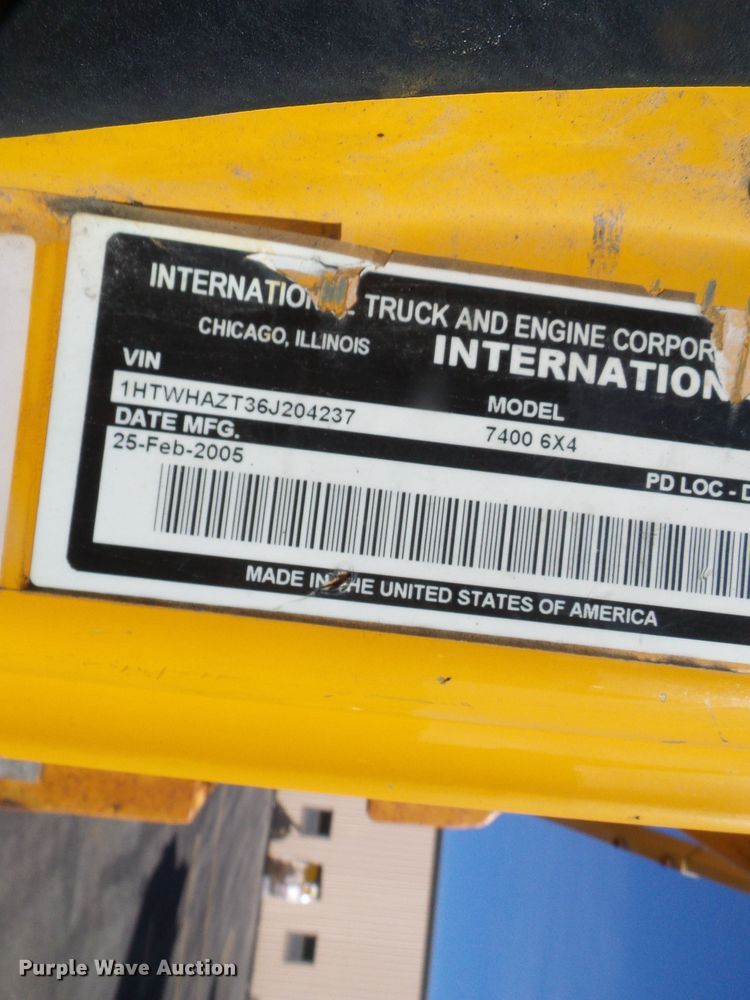 INTERNATIO L TRUCK AND ENGINE CORPOR
CHICAGO, ILLINOIS
INTERNATION
VIN
MODEL
1HTWHAZT36J204237
7400 6X4
DATE MFG.
25-Feb-2005
PD LOC - D
MADE IN THE UNITED STATES OF AMERICA
Purple Wave Auction